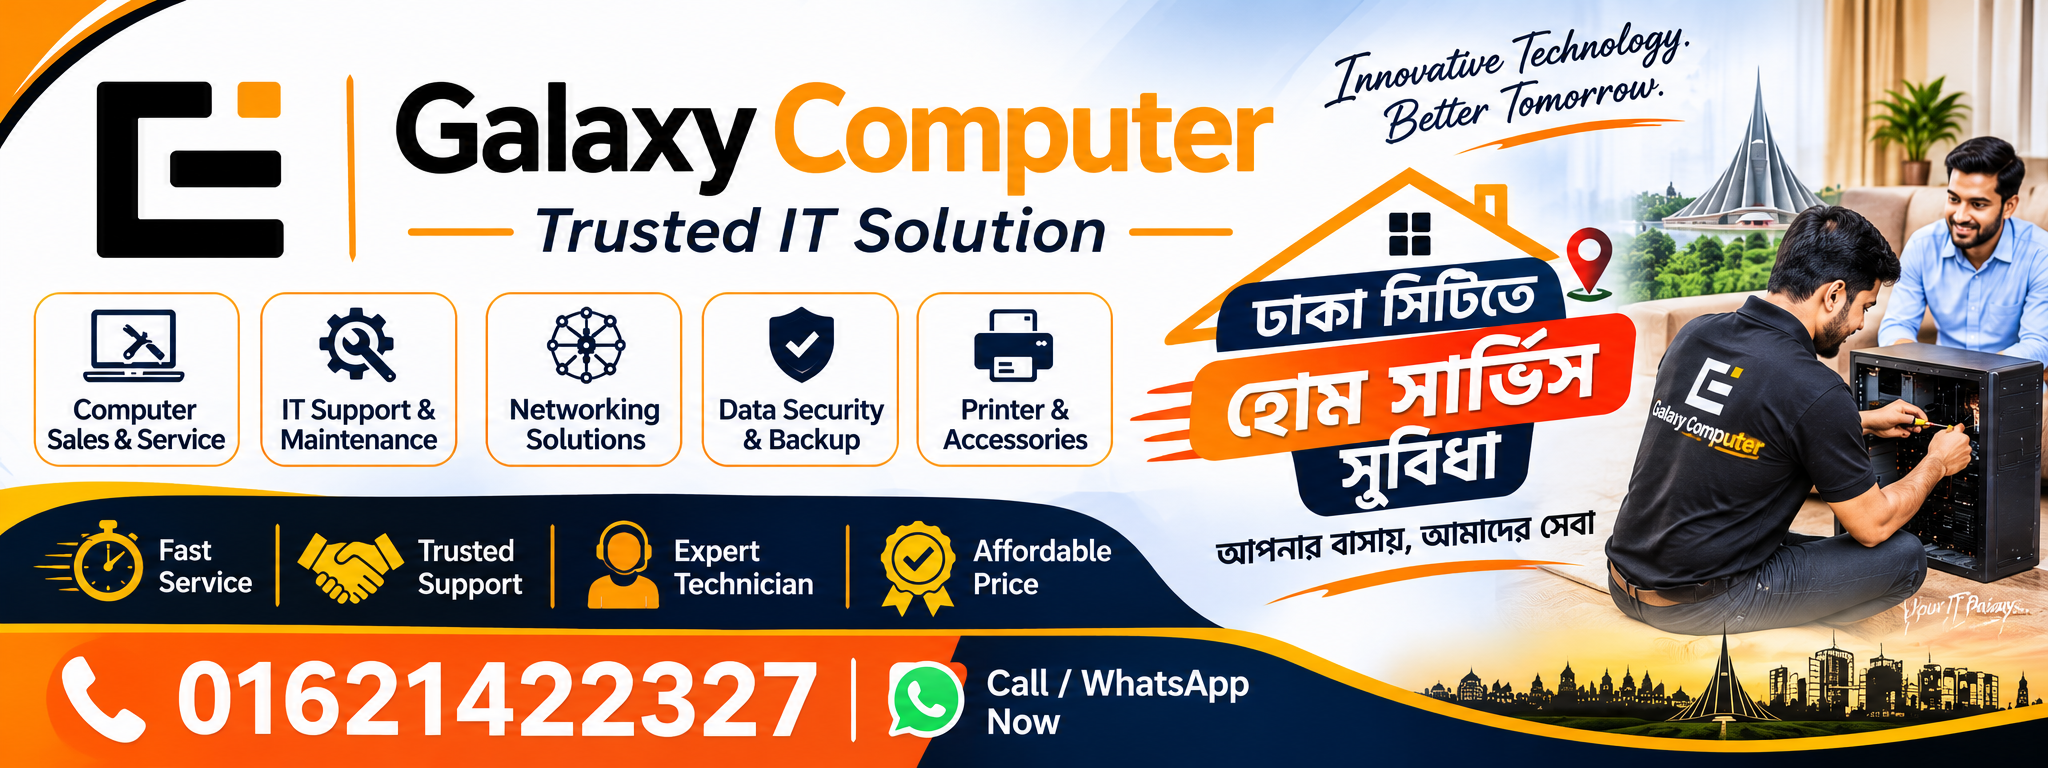 Galaxy Computer
Trusted IT Solution
Innovative Technology.
Better Tomorrow.
Computer
Sales & Service
IT Support &
Maintenance
Networking
Solutions
Data Security
& Backup
Printer &
Accessories
ঢাকা সিটিতে
হোম সার্ভিস
সুবিধা
আপনার বাসায়, আমাদের সেবা
Galaxy Computer
Fast
Service
Trusted
Support
Expert
Technician
Affordable
Price
Your IT
01621422327
Call / WhatsApp
Now